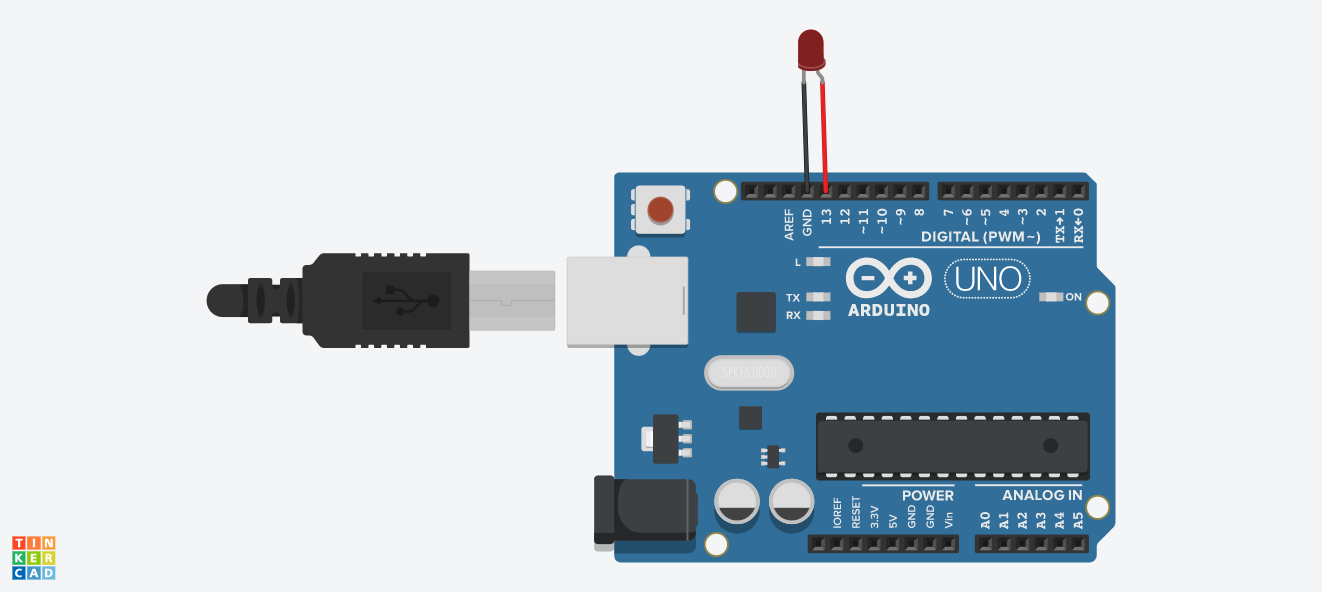 AREF
GND
13
12
~11
~10
~9
8
7
~6
~5
4
~3
2
TX→1
RX←0
DIGITAL (PWM~)
L
TX
RX
ARDUINO
UNO
ON
SPK16.000G
POWER
ANALOG IN
IOREF
RESET
3.3V
5V
GND
GND
Vin
A0
A1
A2
A3
A4
A5
TIN
KER
CAD